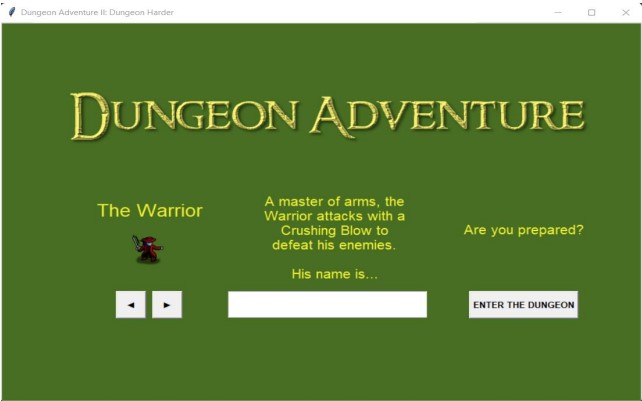 Dungeon Adventure II: Dungeon Harder
DUNGEON ADVENTURE
The Warrior
A master of arms, the
Warrior attacks with a
Crushing Blow to
defeat his enemies.
His name is...
Are you prepared?
ENTER THE DUNGEON